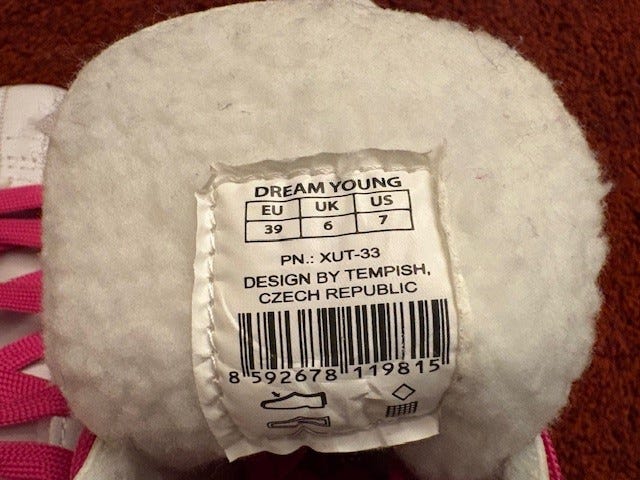 DREAM YOUNG
EU UK US
39 6 7
PN.: XUT-33
DESIGN BY TEMPISH,
CZECH REPUBLIC
8 592678 119815